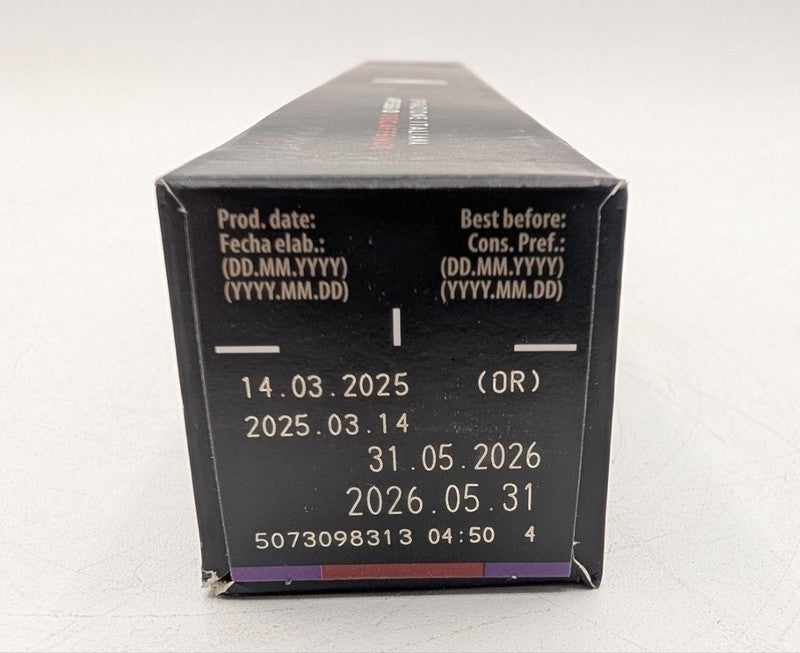 Prod. date:
Fecha elab.:
(DD.MM.YYYY)
(YYYY.MM.DD)
Best before:
Cons. Pref.:
(DD.MM.YYYY)
(YYYY.MM.DD)
14.03.2025 (OR)
2025.03.14
31.05.2026
2026.05.31
5073098313 04:50 4